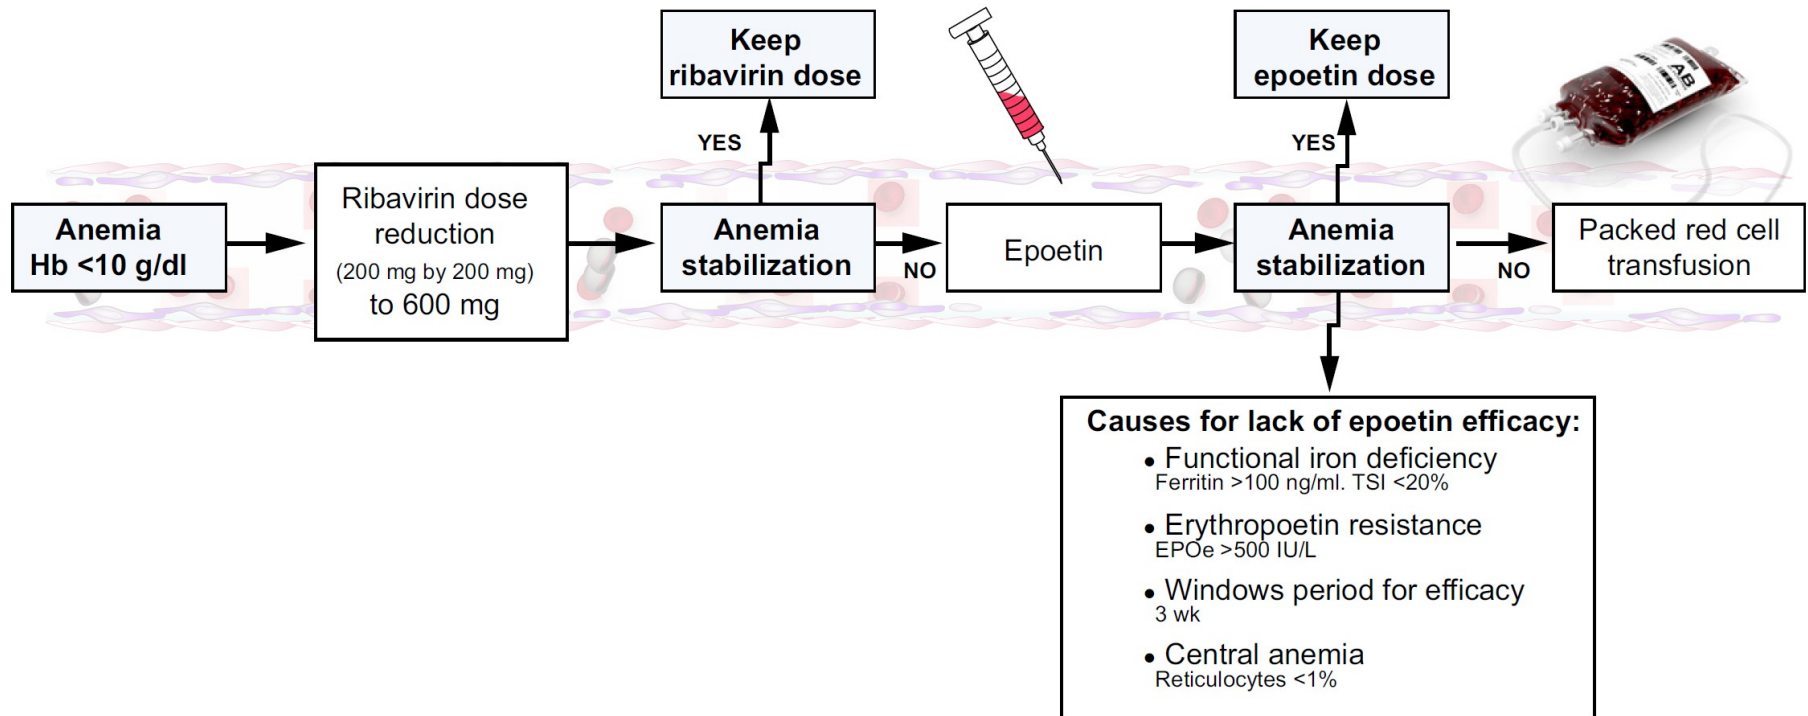 Keep
ribavirin dose
Keep
epoetin dose
AB
YES
YES
Anemia
Hb <10 g/dl
Ribavirin dose
reduction
(200 mg by 200 mg)
to 600 mg
Anemia
stabilization
NO
Epoetin
Anemia
stabilization
NO
Packed red cell
transfusion
Causes for lack of epoetin efficacy:
• Functional iron deficiency
Ferritin >100 ng/ml. TSI <20%
• Erythropoetin resistance
EPOe >500 IU/L
• Windows period for efficacy
3 wk
• Central anemia
Reticulocytes <1%